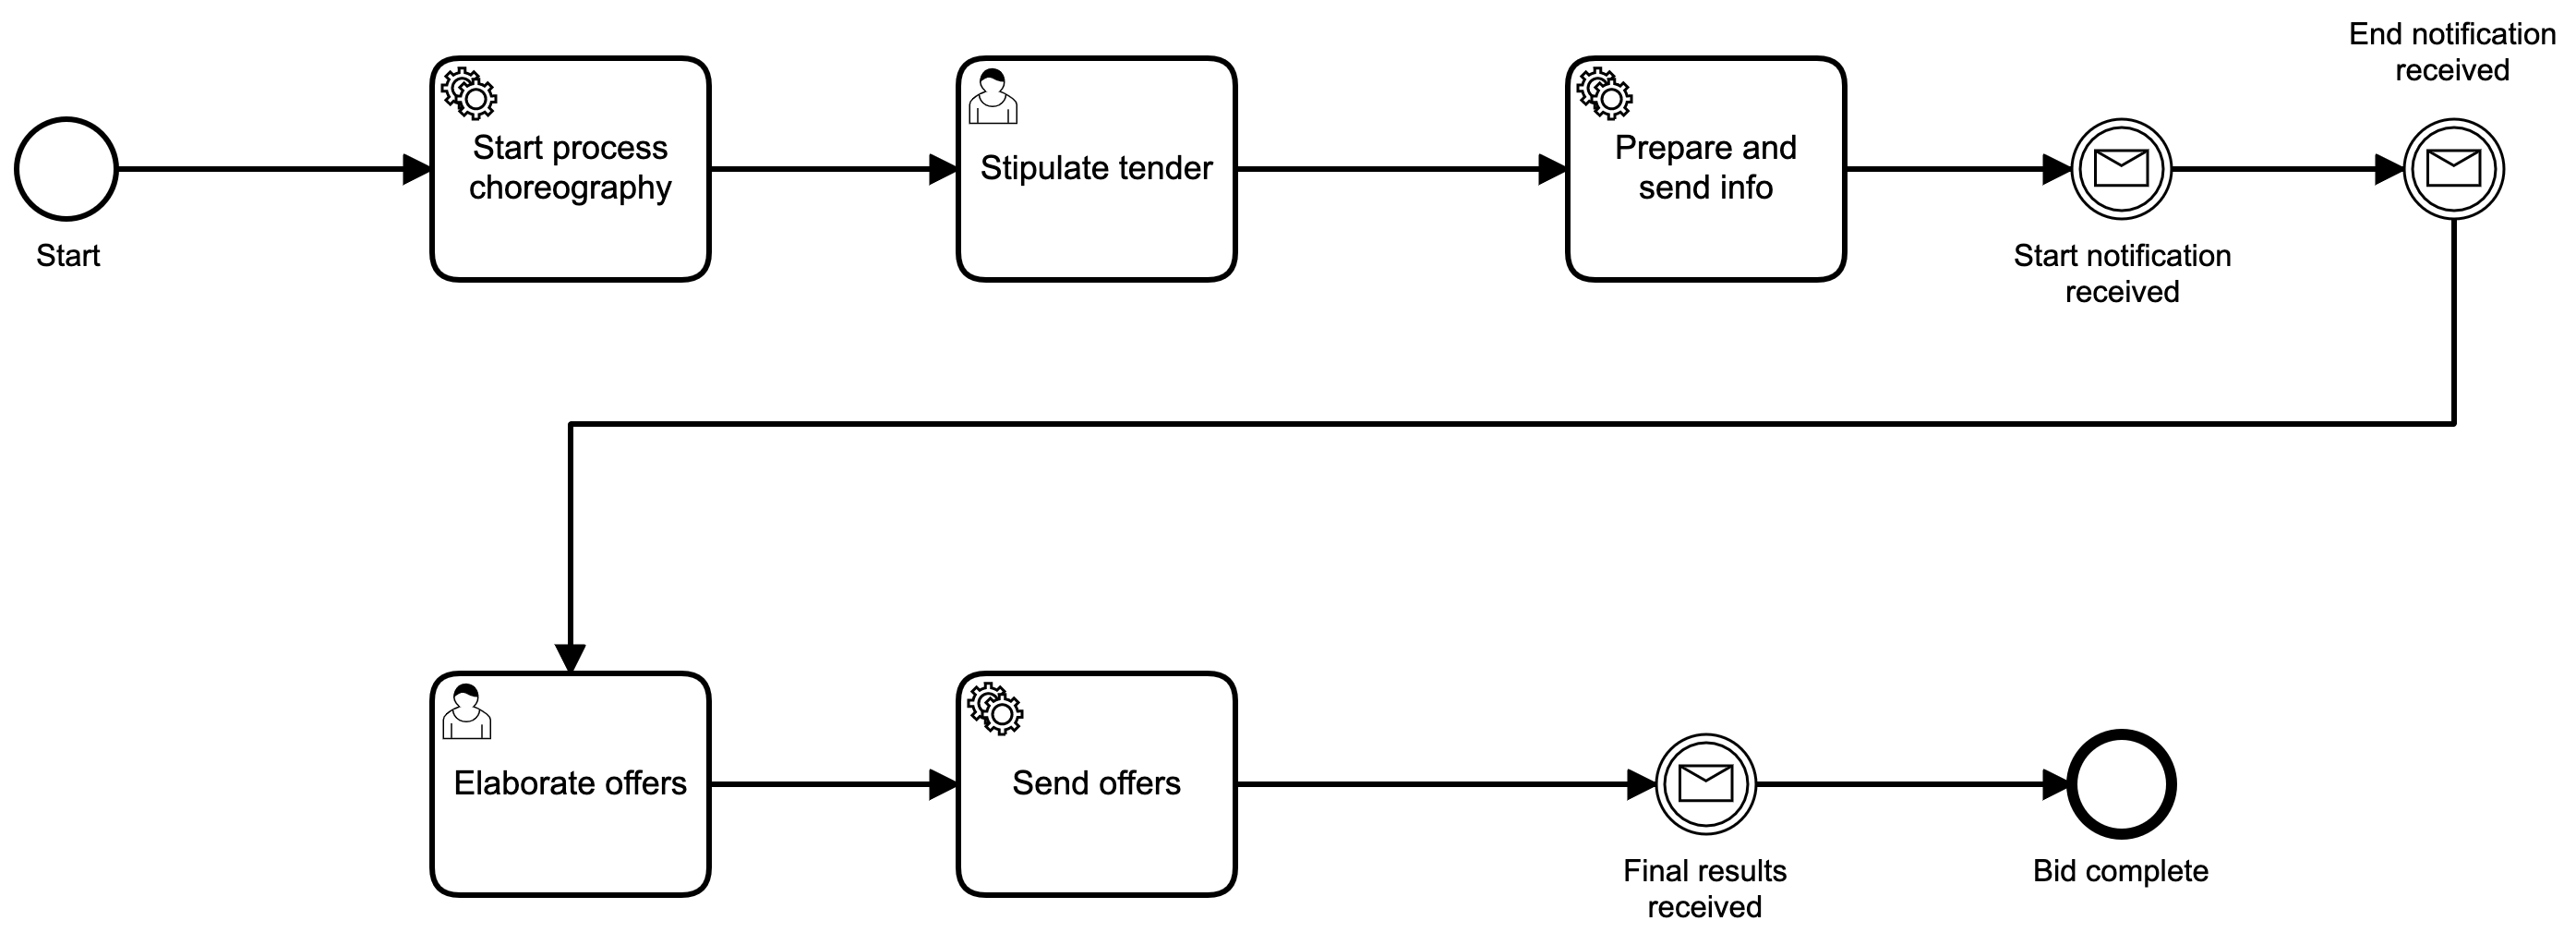 End notification
received
Start process
choreography
Stipulate tender
Prepare and
send info
Start
Start notification
received
Elaborate offers
Send offers
Final results
received
Bid complete